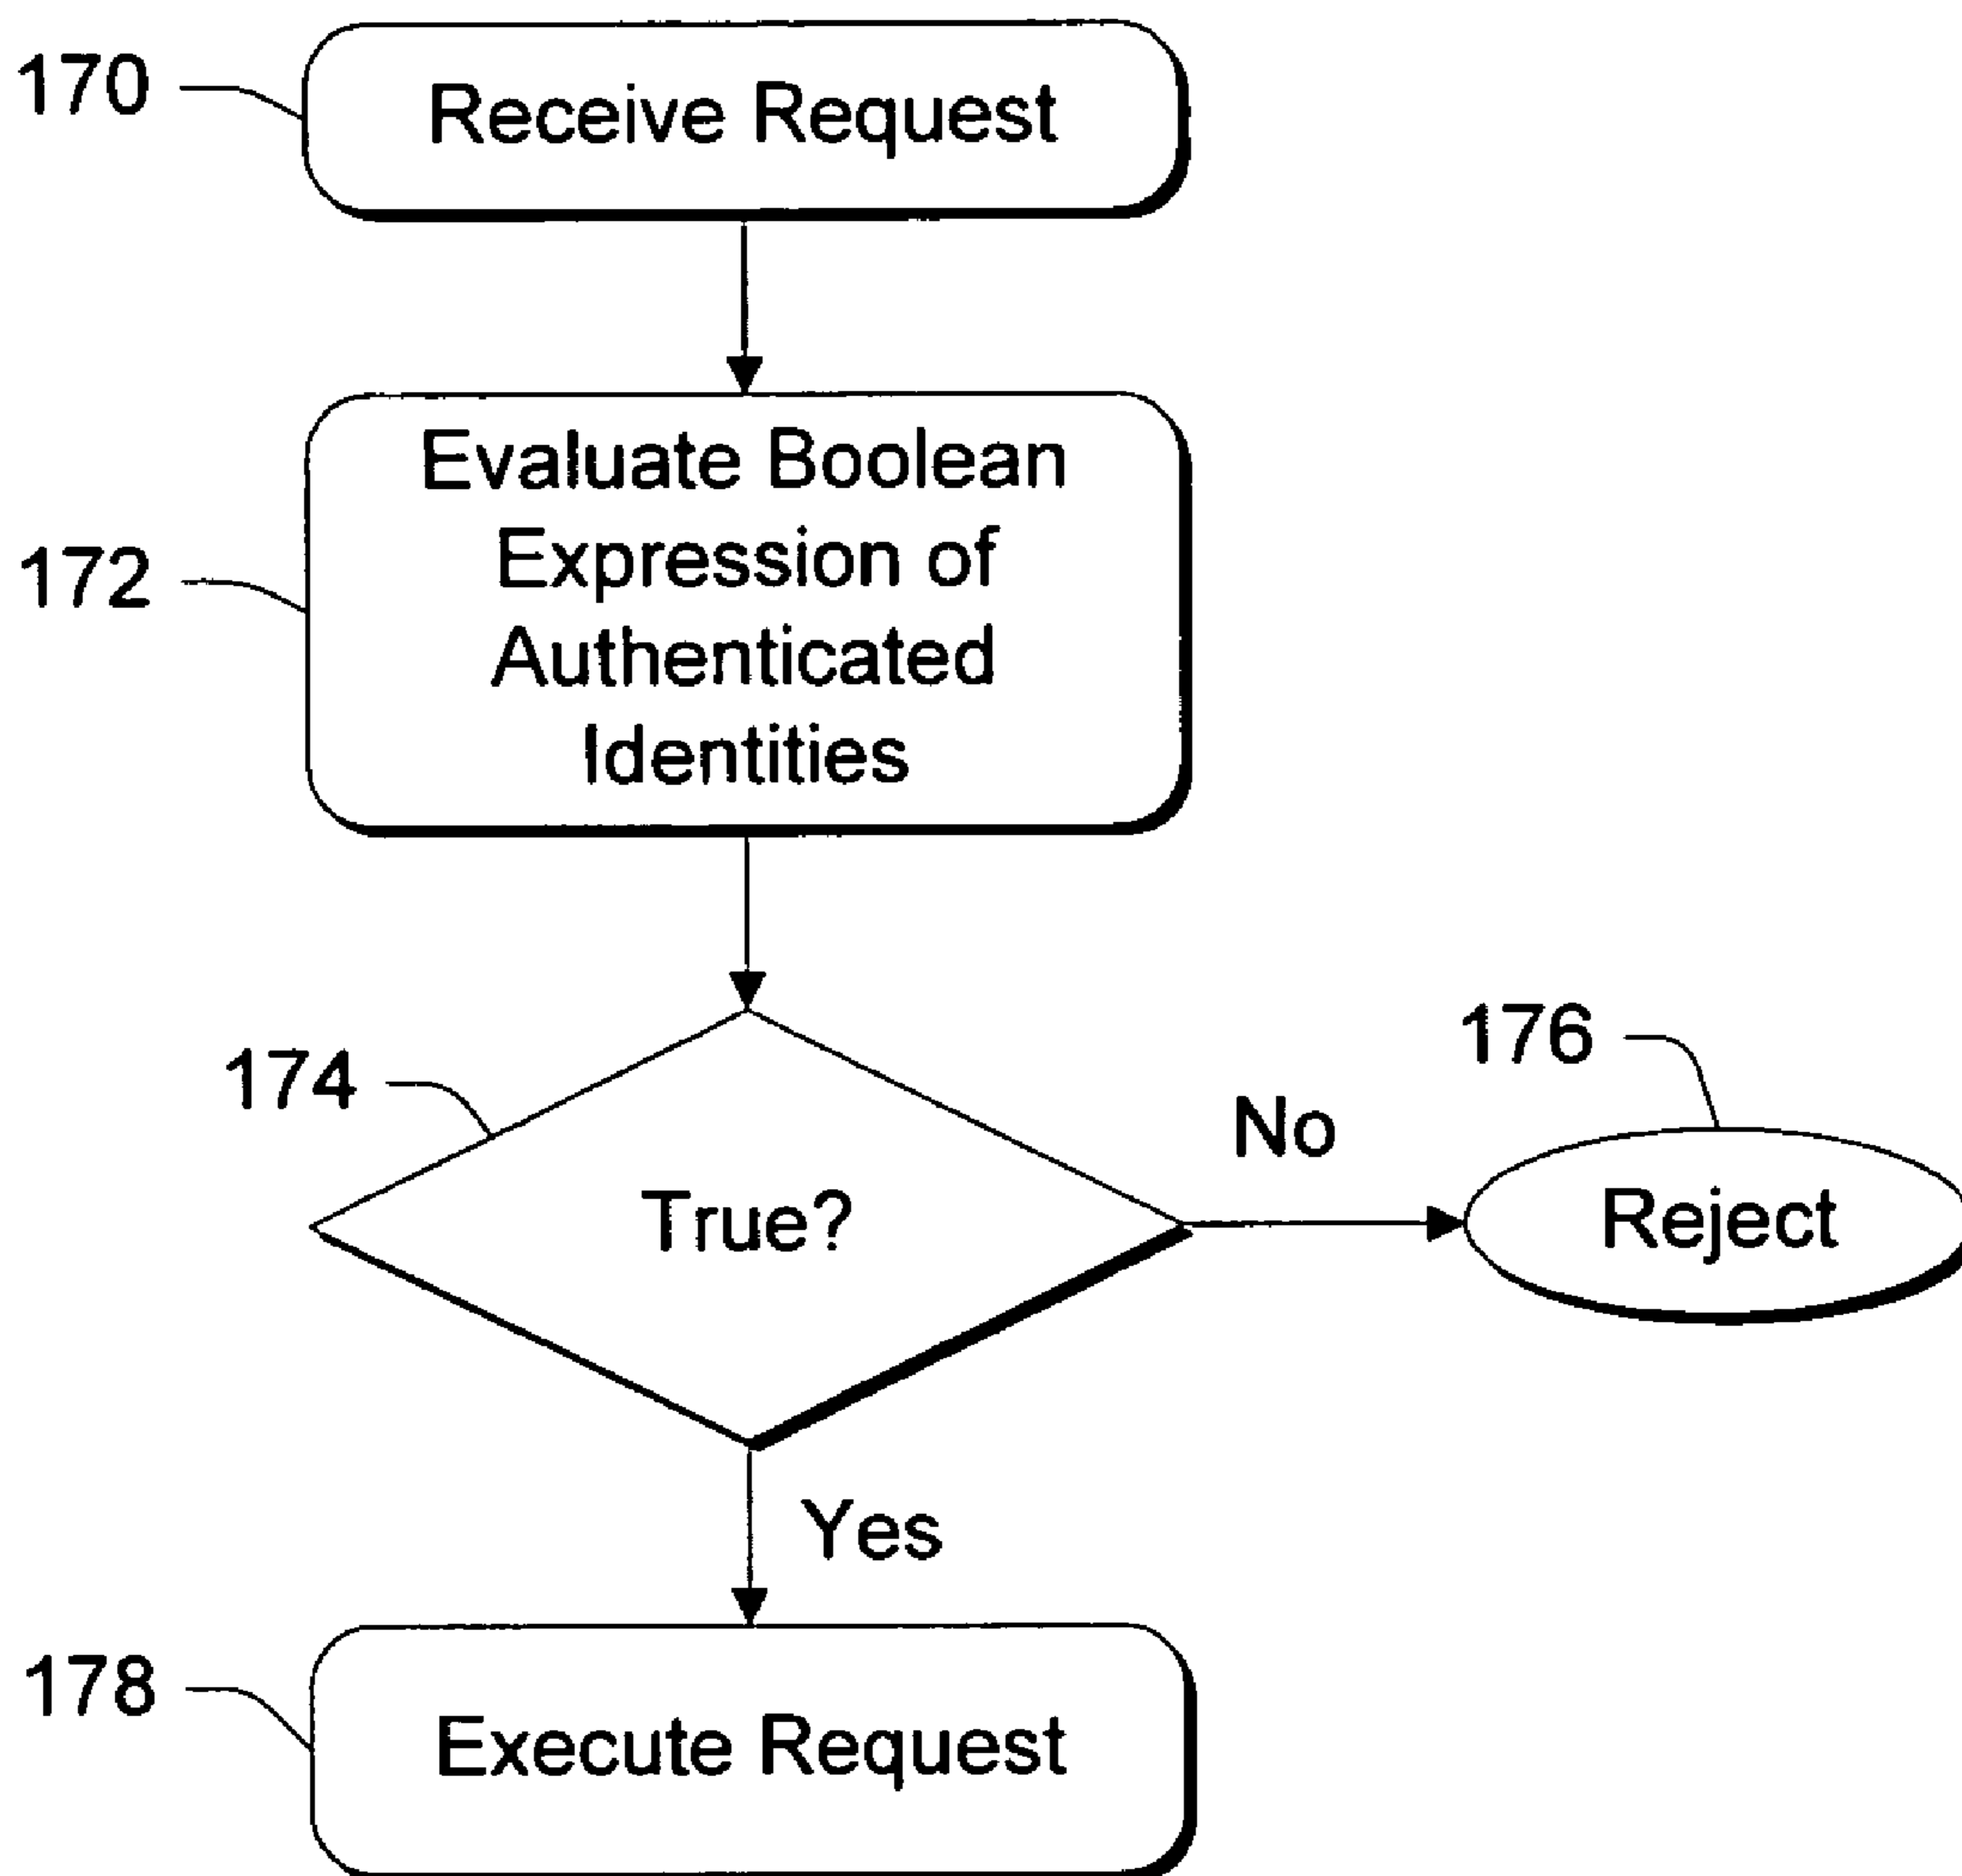 170
Receive Request
172
Evaluate Boolean
Expression of
Authenticated
Identities
174
True?
No
176
Reject
Yes
178
Execute Request